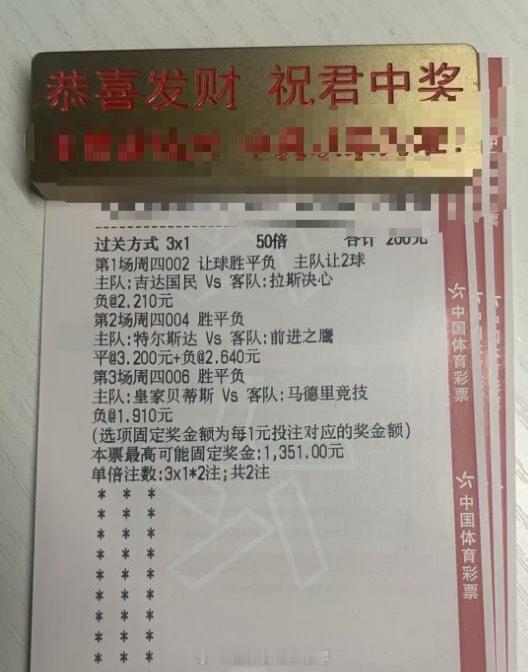 恭喜发财 祝君中奖
过关方式 3x1 50倍 合计 200元
第1场周四002 让球胜平负 主队让2球
主队:吉达国民 Vs 客队:拉斯决心
负@2.210元
第2场周四004 胜平负
主队:特尔斯达 Vs 客队:前进之鹰
平@3.200元+负@2.640元
第3场周四006 胜平负
主队:皇家贝蒂斯 Vs 客队:马德里竞技
负@1.910元
(选项固定奖金额为每1元投注对应的奖金额)
本票最高可能固定奖金:1,351.00元
单倍注数:3x1*2注;共2注
* * *
* * *
* * *
* * *
* * *
* * *
* * *
* * *
* * *
中国体育彩票
中国体育彩票